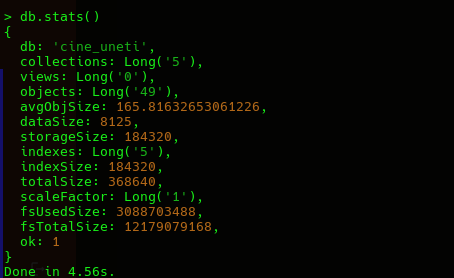 > db.stats()
{
  db: 'cine_uneti',
  collections: Long('5'),
  views: Long('0'),
  objects: Long('49'),
  avgObjSize: 165.81632653061226,
  dataSize: 8125,
  storageSize: 184320,
  indexes: Long('5'),
  indexSize: 184320,
  totalSize: 368640,
  scaleFactor: Long('1'),
  fsUsedSize: 3088703488,
  fsTotalSize: 12179079168,
  ok: 1
}
Done in 4.56s.